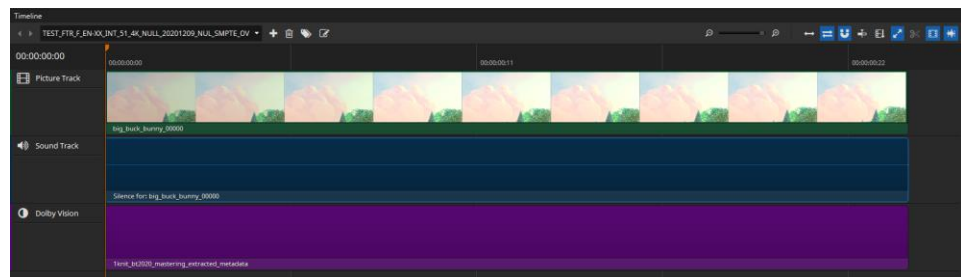 Timeline
TEST_FTR_F_EN-XX_INT_51_4K_NULL_20201209_NUL_SMPTE_OV
00:00:00:00
00:00:00:00 00:00:00:11 00:00:00:22
Picture Track
big_buck_bunny_00000
Sound Track
Silence for: big_buck_bunny_00000
Dolby Vision
bt2020_mastering_extracted_metadata